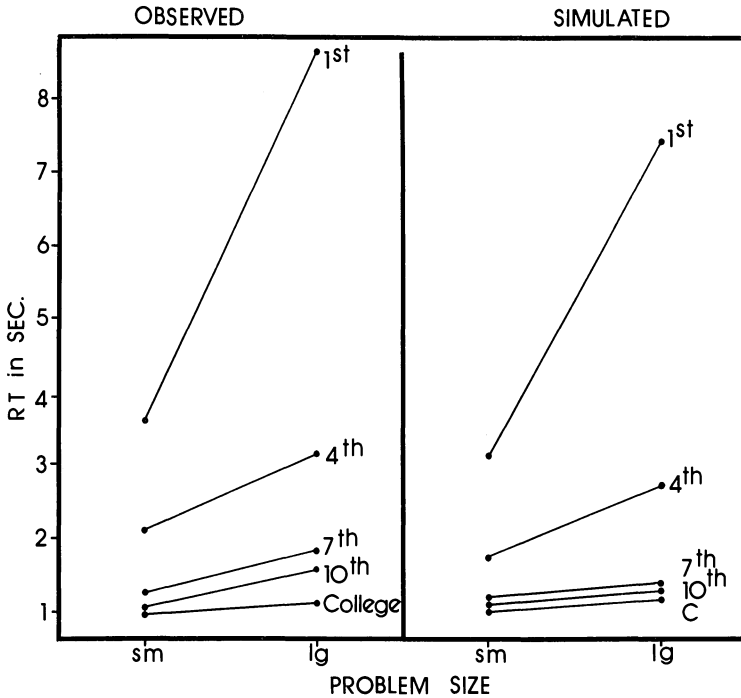 OBSERVED
SIMULATED
RT in SEC.
8
7
6
5
4
3
2
1
1st
4th
7th
10th
College
1st
4th
7th
10th
C
sm
lg
sm
lg
PROBLEM SIZE